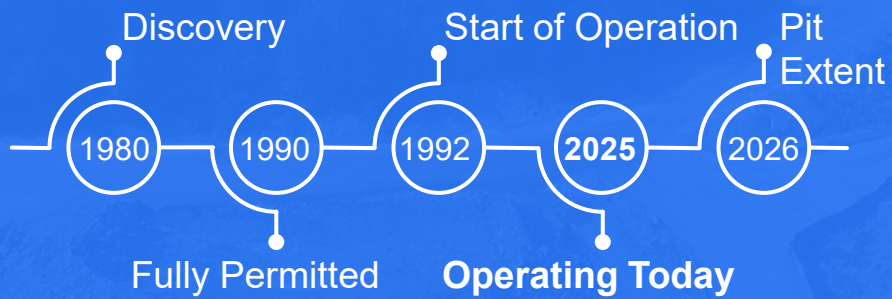 Discovery
Start of Operation
Pit
Extent
1980
1990
1992
2025
2026
Fully Permitted
Operating Today